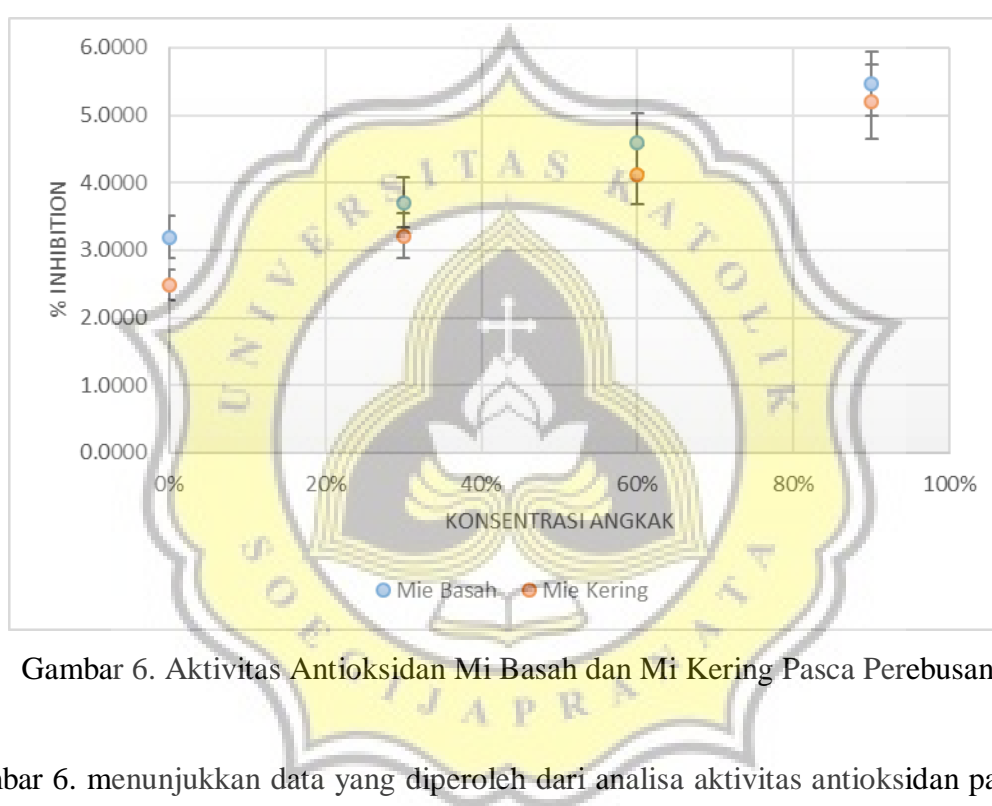 6.0000
5.0000
4.0000
3.0000
2.0000
1.0000
0.0000
% INHIBITION
0% 20% 40% 60% 80% 100%
KONSENTRASI ANGKAK
Mie Basah Mie Kering
UNIVERSITAS KATOLIK
SOEGIJAPRANATA
Gambar 6. Aktivitas Antioksidan Mi Basah dan Mi Kering Pasca Perebusan
6. menunjukkan data yang diperoleh dari analisa aktivitas antioksidan